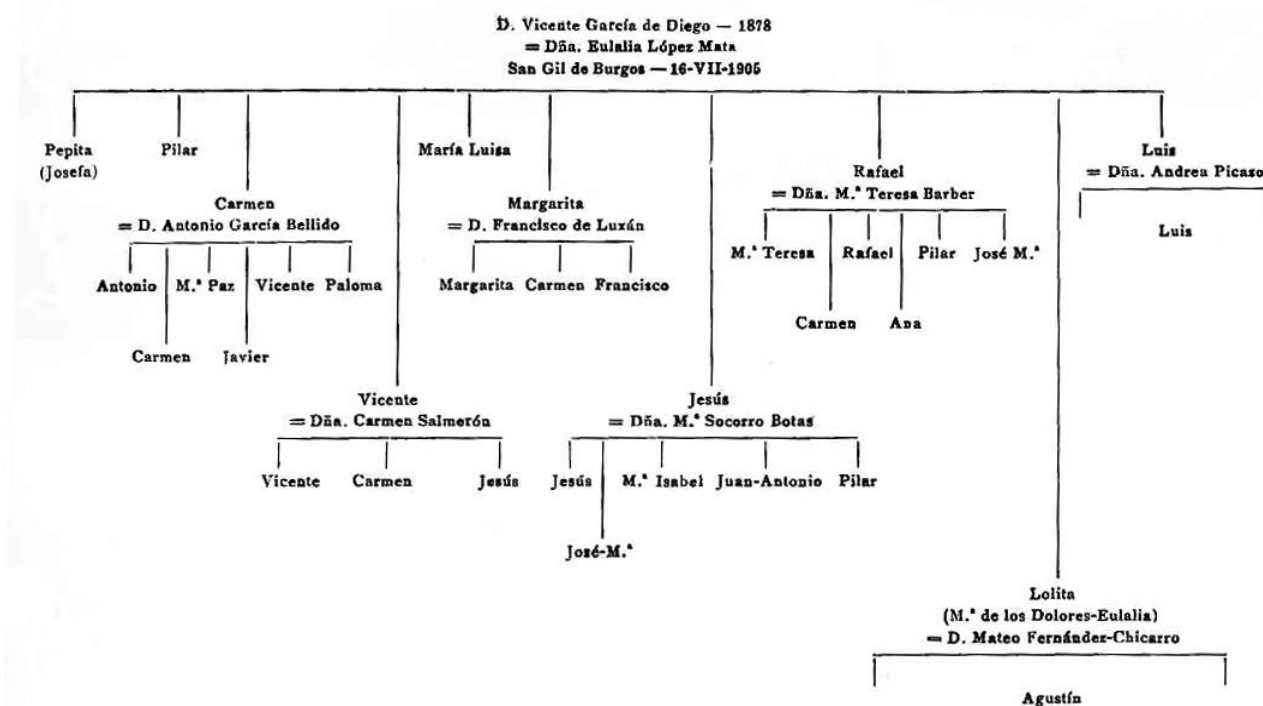 D. Vicente García de Diego — 1878
= Dña. Eulalia López Mata
San Gil de Burgos — 16-VII-1905
Pepita
(Josefa)
Pilar
Carmen
= D. Antonio García Bellido
Antonio M.ª Paz Vicente Paloma
Carmen Javier
Vicente
= Dña. Carmen Salmerón
Vicente Carmen Jesús
María Luisa
Margarita
= D. Francisco de Luxán
Margarita Carmen Francisco
Jesús
= Dña. M.ª Socorro Botas
Jesús M.ª Isabel Juan-Antonio Pilar
José-M.ª
Rafael
= Dña. M.ª Teresa Barber
M.ª Teresa Rafael Pilar José M.ª
Carmen Ana
Lolita
(M.ª de los Dolores-Eulalia)
= D. Mateo Fernández-Chicarro
Agustín
Luis
= Dña. Andrea Picaso
Luis